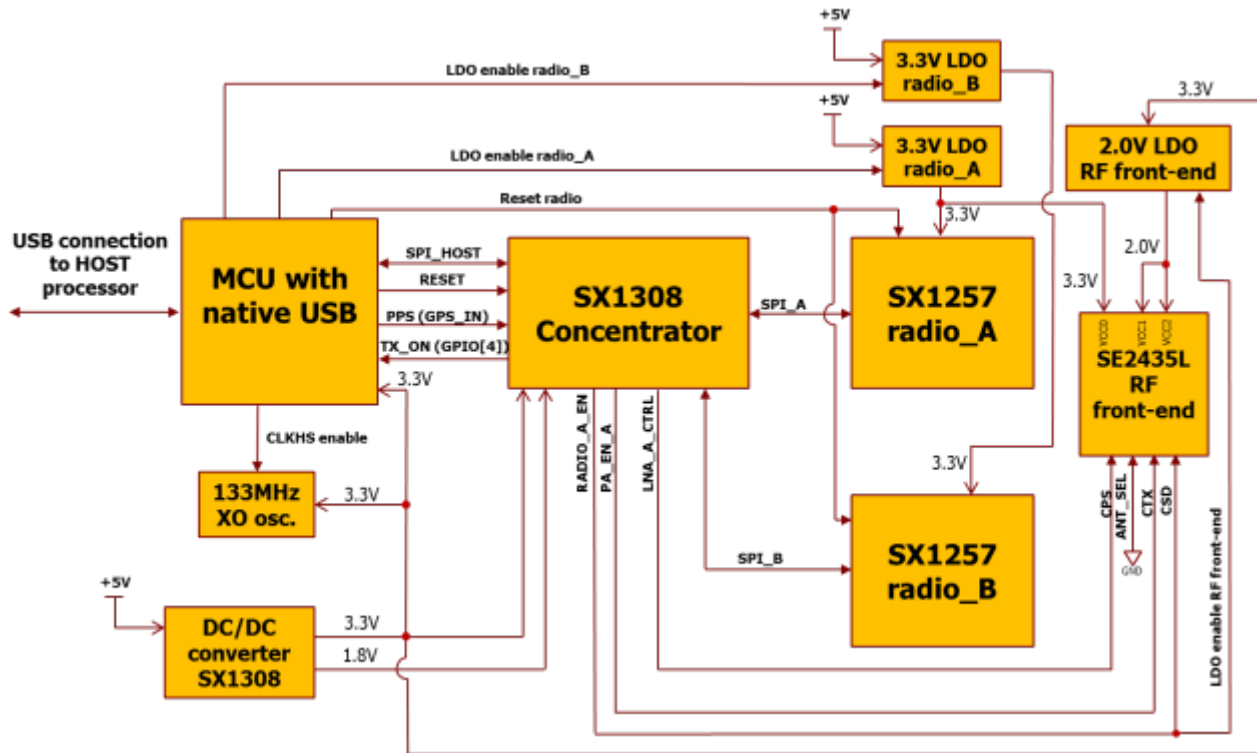 +5V
3.3V LDO
radio_B
LDO enable radio_B
3.3V
+5V
2.0V LDO
RF front-end
3.3V LDO
radio_A
LDO enable radio_A
Reset radio
3.3V
USB connection
to HOST
processor
MCU with
native USB
SPI_HOST
RESET
PPS (GPS_IN)
TX_ON (GPIO[4])
3.3V
SX1308
Concentrator
SPI_A
SX1257
radio_A
2.0V
3.3V
VCC0
VCC1
VCC2
SE2435L
RF
front-end
CLKHS enable
133MHz
XO osc.
3.3V
RADIO_A_EN
PA_EN_A
LNA_A_CTRL
3.3V
CPS
ANT_SEL
CTX
CSD
GND
LDO enable RF front-end
SPI_B
SX1257
radio_B
+5V
DC/DC
converter
SX1308
3.3V
1.8V